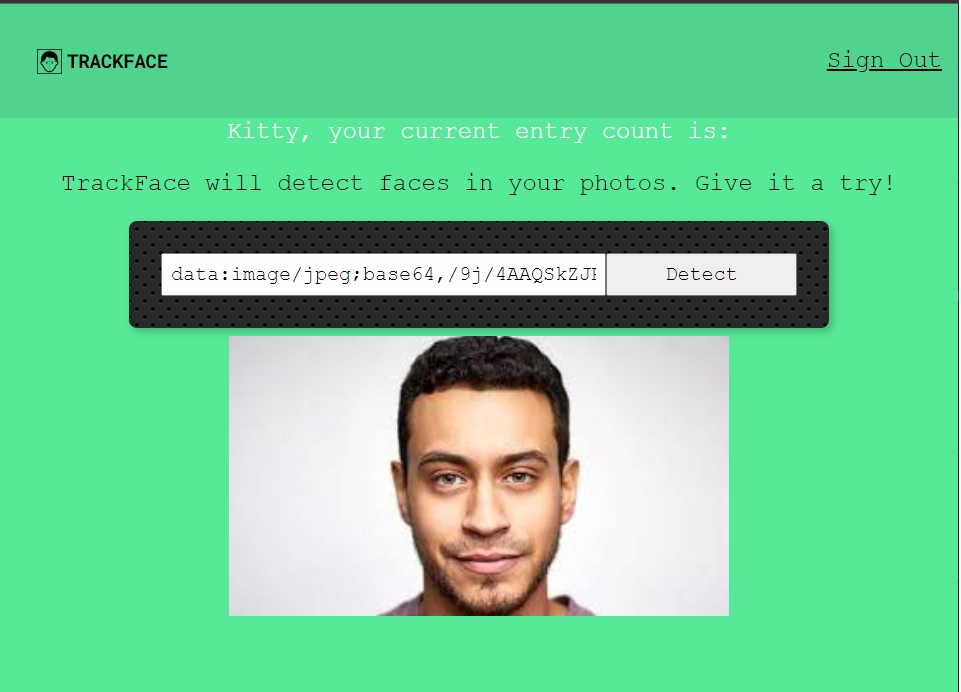 TRACKFACE
Sign Out
Kitty, your current entry count is:
TrackFace will detect faces in your photos. Give it a try!
data:image/jpeg;base64,/9j/4AAQSkZJ
Detect